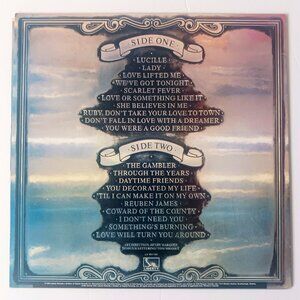 SIDE ONE
LUCILLE
LADY
LOVE LIFTED ME
WE'VE GOT TONIGHT
SCARLET FEVER
LOVE OR SOMETHING LIKE IT
SHE BELIEVES IN ME
RUBY, DON'T TAKE YOUR LOVE TO TOWN
DON'T FALL IN LOVE WITH A DREAMER
YOU WERE A GOOD FRIEND
SIDE TWO
THE GAMBLER
THROUGH THE YEARS
DAYTIME FRIENDS
YOU DECORATED MY LIFE
'TIL I CAN MAKE IT ON MY OWN
REUBEN JAMES
COWARD OF THE COUNTY
I DON'T NEED YOU
SOMETHING'S BURNING
LOVE WILL TURN YOU AROUND
LIBERTY